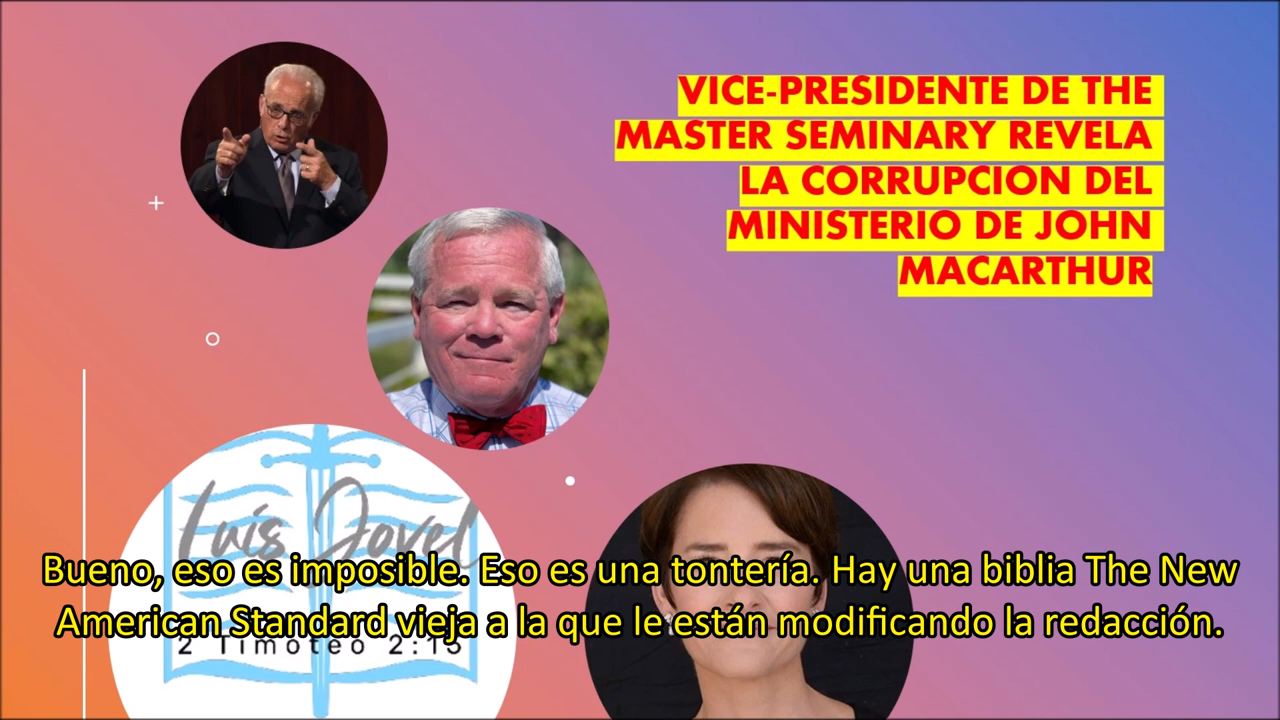 VICE-PRESIDENTE DE THE
MASTER SEMINARY REVELA
LA CORRUPCION DEL
MINISTERIO DE JOHN
MACARTHUR
Luis Jovel
Bueno, eso es imposible. Eso es una tontería. Hay una biblia The New
American Standard vieja a la que le están modificando la redacción.
2 Timoteo 2:15